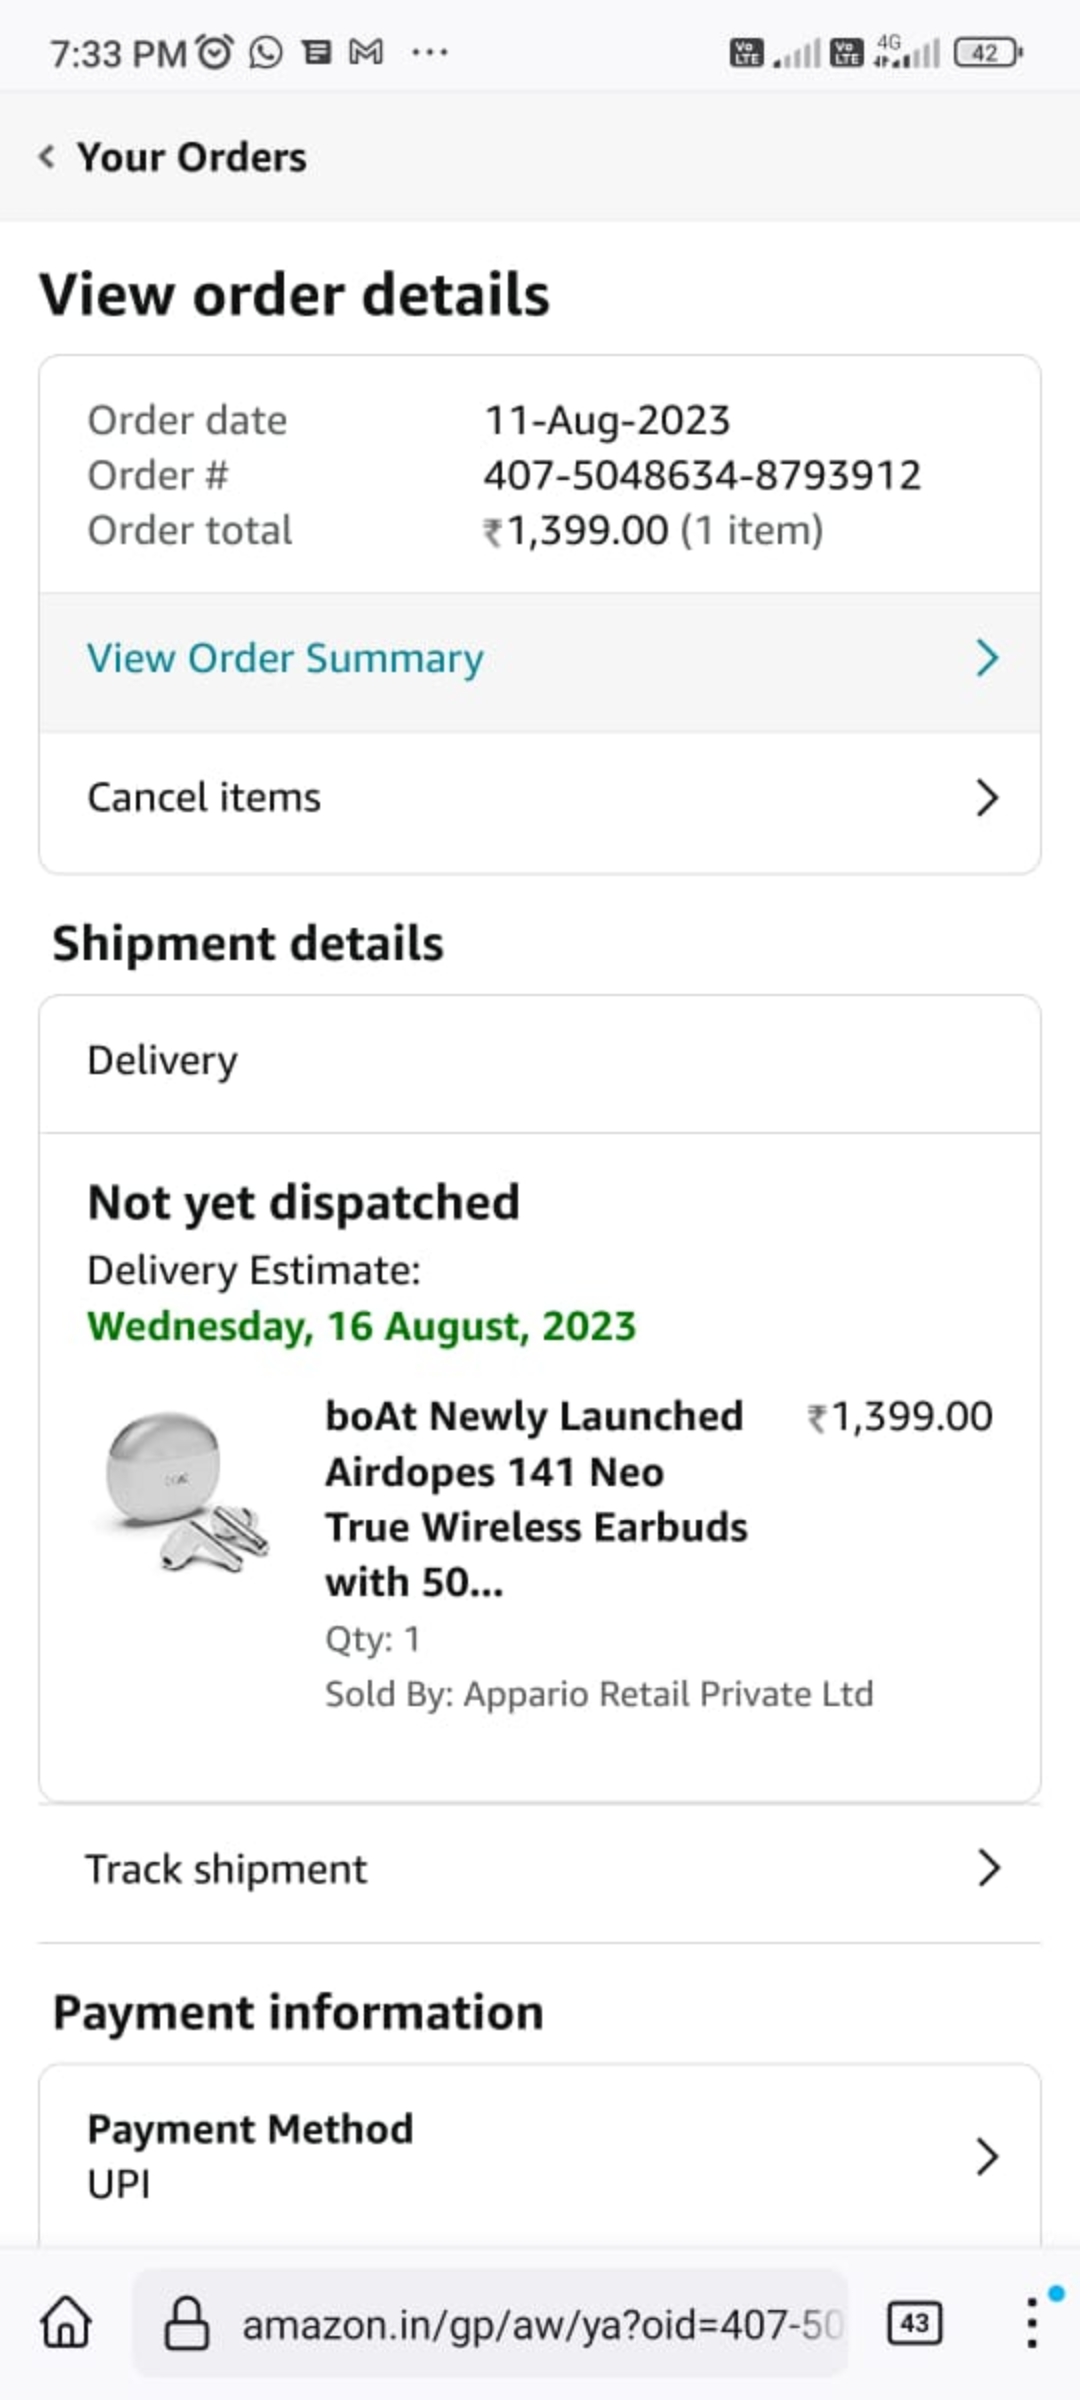 7:33 PM
Vo LTE Vo LTE 4G 42
Your Orders
View order details
Order date 11-Aug-2023
Order # 407-5048634-8793912
Order total ₹1,399.00 (1 item)
View Order Summary
Cancel items
Shipment details
Delivery
Not yet dispatched
Delivery Estimate:
Wednesday, 16 August, 2023
boAt Newly Launched ₹1,399.00
Airdopes 141 Neo
True Wireless Earbuds
with 50...
Qty: 1
Sold By: Appario Retail Private Ltd
Track shipment
Payment information
Payment Method
UPI
amazon.in/gp/aw/ya?oid=407-50
43